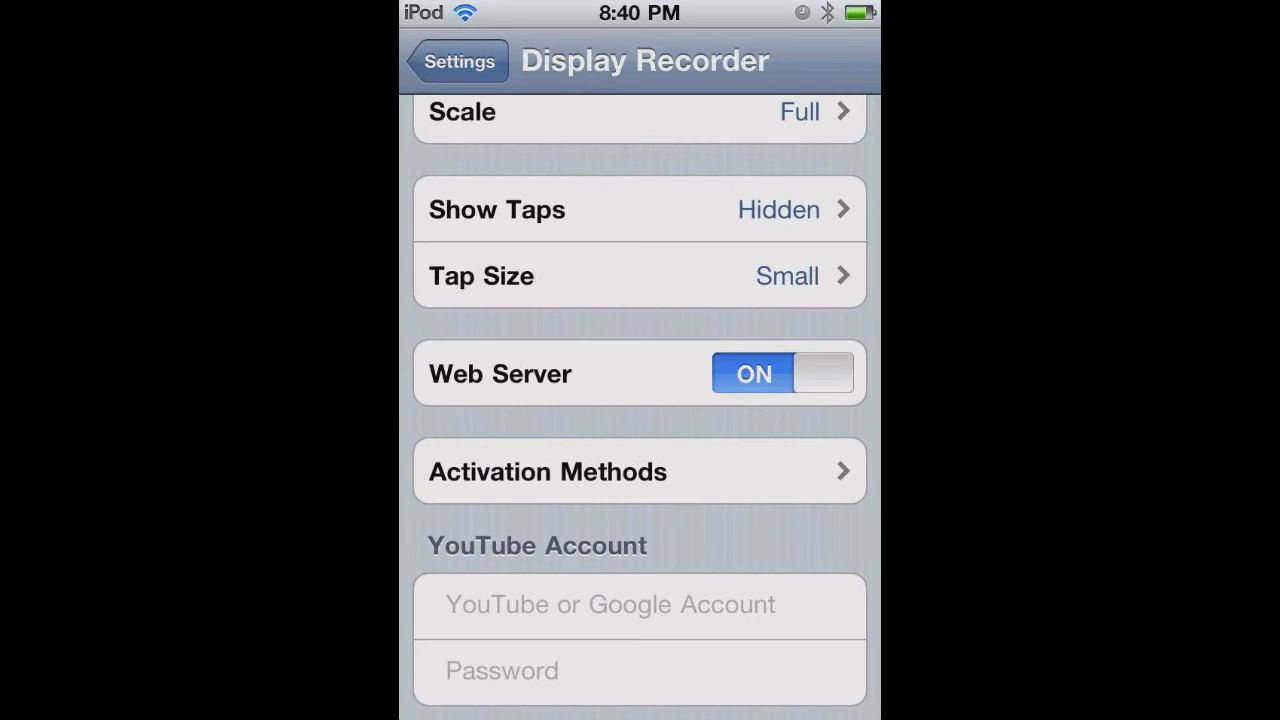 iPod 8:40 PM
Settings Display Recorder
Scale Full
Show Taps Hidden
Tap Size Small
Web Server ON
Activation Methods
YouTube Account
YouTube or Google Account
Password